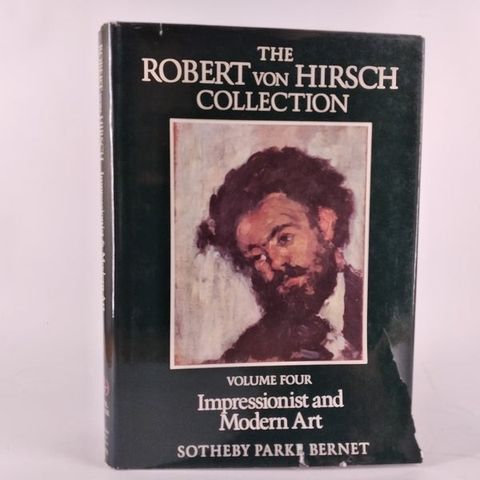 THE
ROBERT VON HIRSCH
COLLECTION
VOLUME FOUR
Impressionist and
Modern Art
SOTHEBY PARKE BERNET